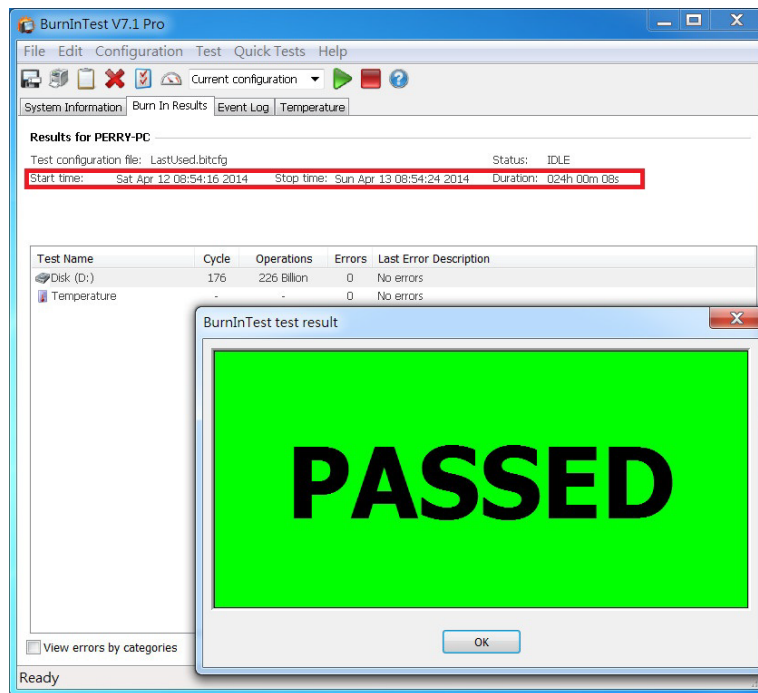 BurnInTest V7.1 Pro
File Edit Configuration Test Quick Tests Help
Current configuration
System Information Burn In Results Event Log Temperature
Results for PERRY-PC
Test configuration file: LastUsed.bitcfg Status: IDLE
Start time: Sat Apr 12 08:54:16 2014 Stop time: Sun Apr 13 08:54:24 2014 Duration: 024h 00m 08s
Test Name Cycle Operations Errors Last Error Description
Disk (D:) 176 226 Billion 0 No errors
Temperature - - 0 No errors
BurnInTest test result
PASSED
OK
View errors by categories
Ready